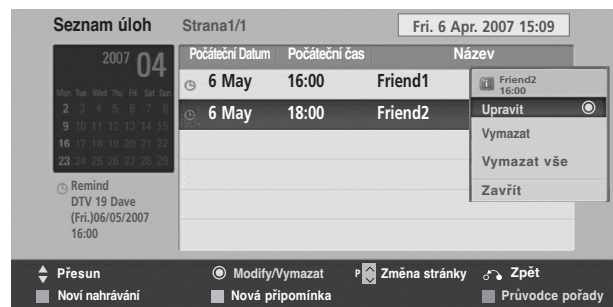 Seznam úloh Strana1/1 Fri. 6 Apr. 2007 15:09
2007 04
Mon Tue Wed Thu Fri Sat Sun
2 3 4 5 6 7 8
9 10 11 12 13 14 15
16 17 18 19 20 21 22
23 24 25 26 27 28 29
Remind
DTV 19 Dave
(Fri.)06/05/2007
16:00
Počáteční Datum Počáteční čas Název
6 May 16:00 Friend1
6 May 18:00 Friend2
Friend2
16:00
Upravit
Vymazat
Vymazat vše
Zavřít
Přesun Modify/Vymazat P Změna stránky Zpět
Noví nahrávání Nová připomínka Průvodce pořady